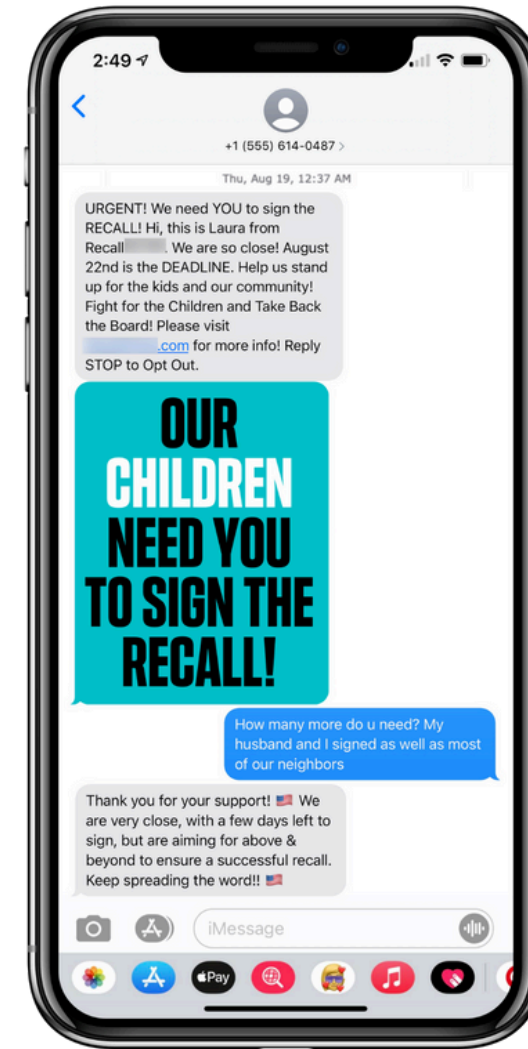 2:49
+1 (555) 614-0487 >
Thu, Aug 19, 12:37 AM
URGENT! We need YOU to sign the
RECALL! Hi, this is Laura from
Recall . We are so close! August
22nd is the DEADLINE. Help us stand
up for the kids and our community!
Fight for the Children and Take Back
the Board! Please visit
.com for more info! Reply
STOP to Opt Out.
OUR
CHILDREN
NEED YOU
TO SIGN THE
RECALL!
How many more do u need? My
husband and I signed as well as most
of our neighbors
Thank you for your support! 🇺🇸 We
are very close, with a few days left to
sign, but are aiming for above &
beyond to ensure a successful recall.
Keep spreading the word!! 🇺🇸
iMessage
Pay